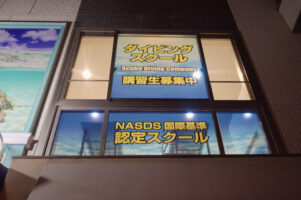 ダイビング
スクール
Scuba Diving Company
講習生募集中
NASDS 国際基準
認定スクール